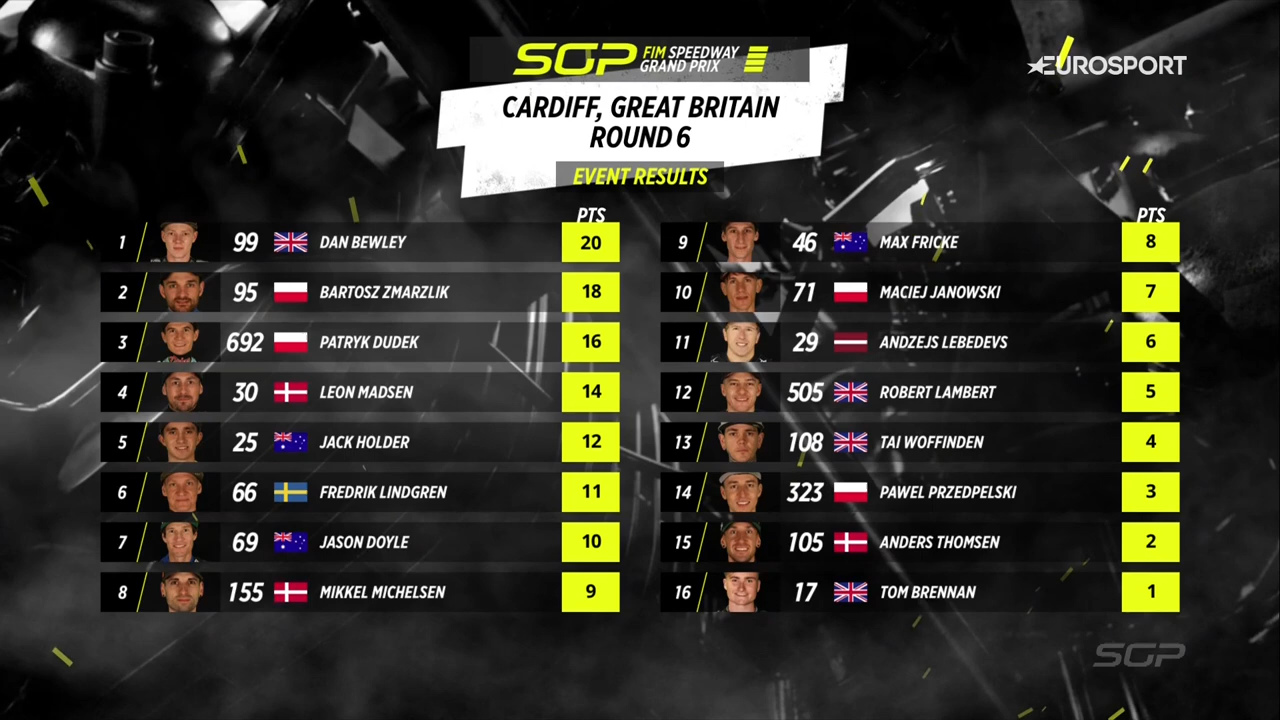 SGP FIM SPEEDWAY
GRAND PRIX
EUROSPORT
CARDIFF, GREAT BRITAIN
ROUND 6
EVENT RESULTS
PTS
1 99 DAN BEWLEY 20
2 95 BARTOSZ ZMARZLIK 18
3 692 PATRYK DUDEK 16
4 30 LEON MADSEN 14
5 25 JACK HOLDER 12
6 66 FREDRIK LINDGREN 11
7 69 JASON DOYLE 10
8 155 MIKKEL MICHELSEN 9
PTS
9 46 MAX FRICKE 8
10 71 MACIEJ JANOWSKI 7
11 29 ANDZEJS LEBEDEVS 6
12 505 ROBERT LAMBERT 5
13 108 TAI WOFFINDEN 4
14 323 PAWEL PRZEDPELSKI 3
15 105 ANDERS THOMSEN 2
16 17 TOM BRENNAN 1
SGP